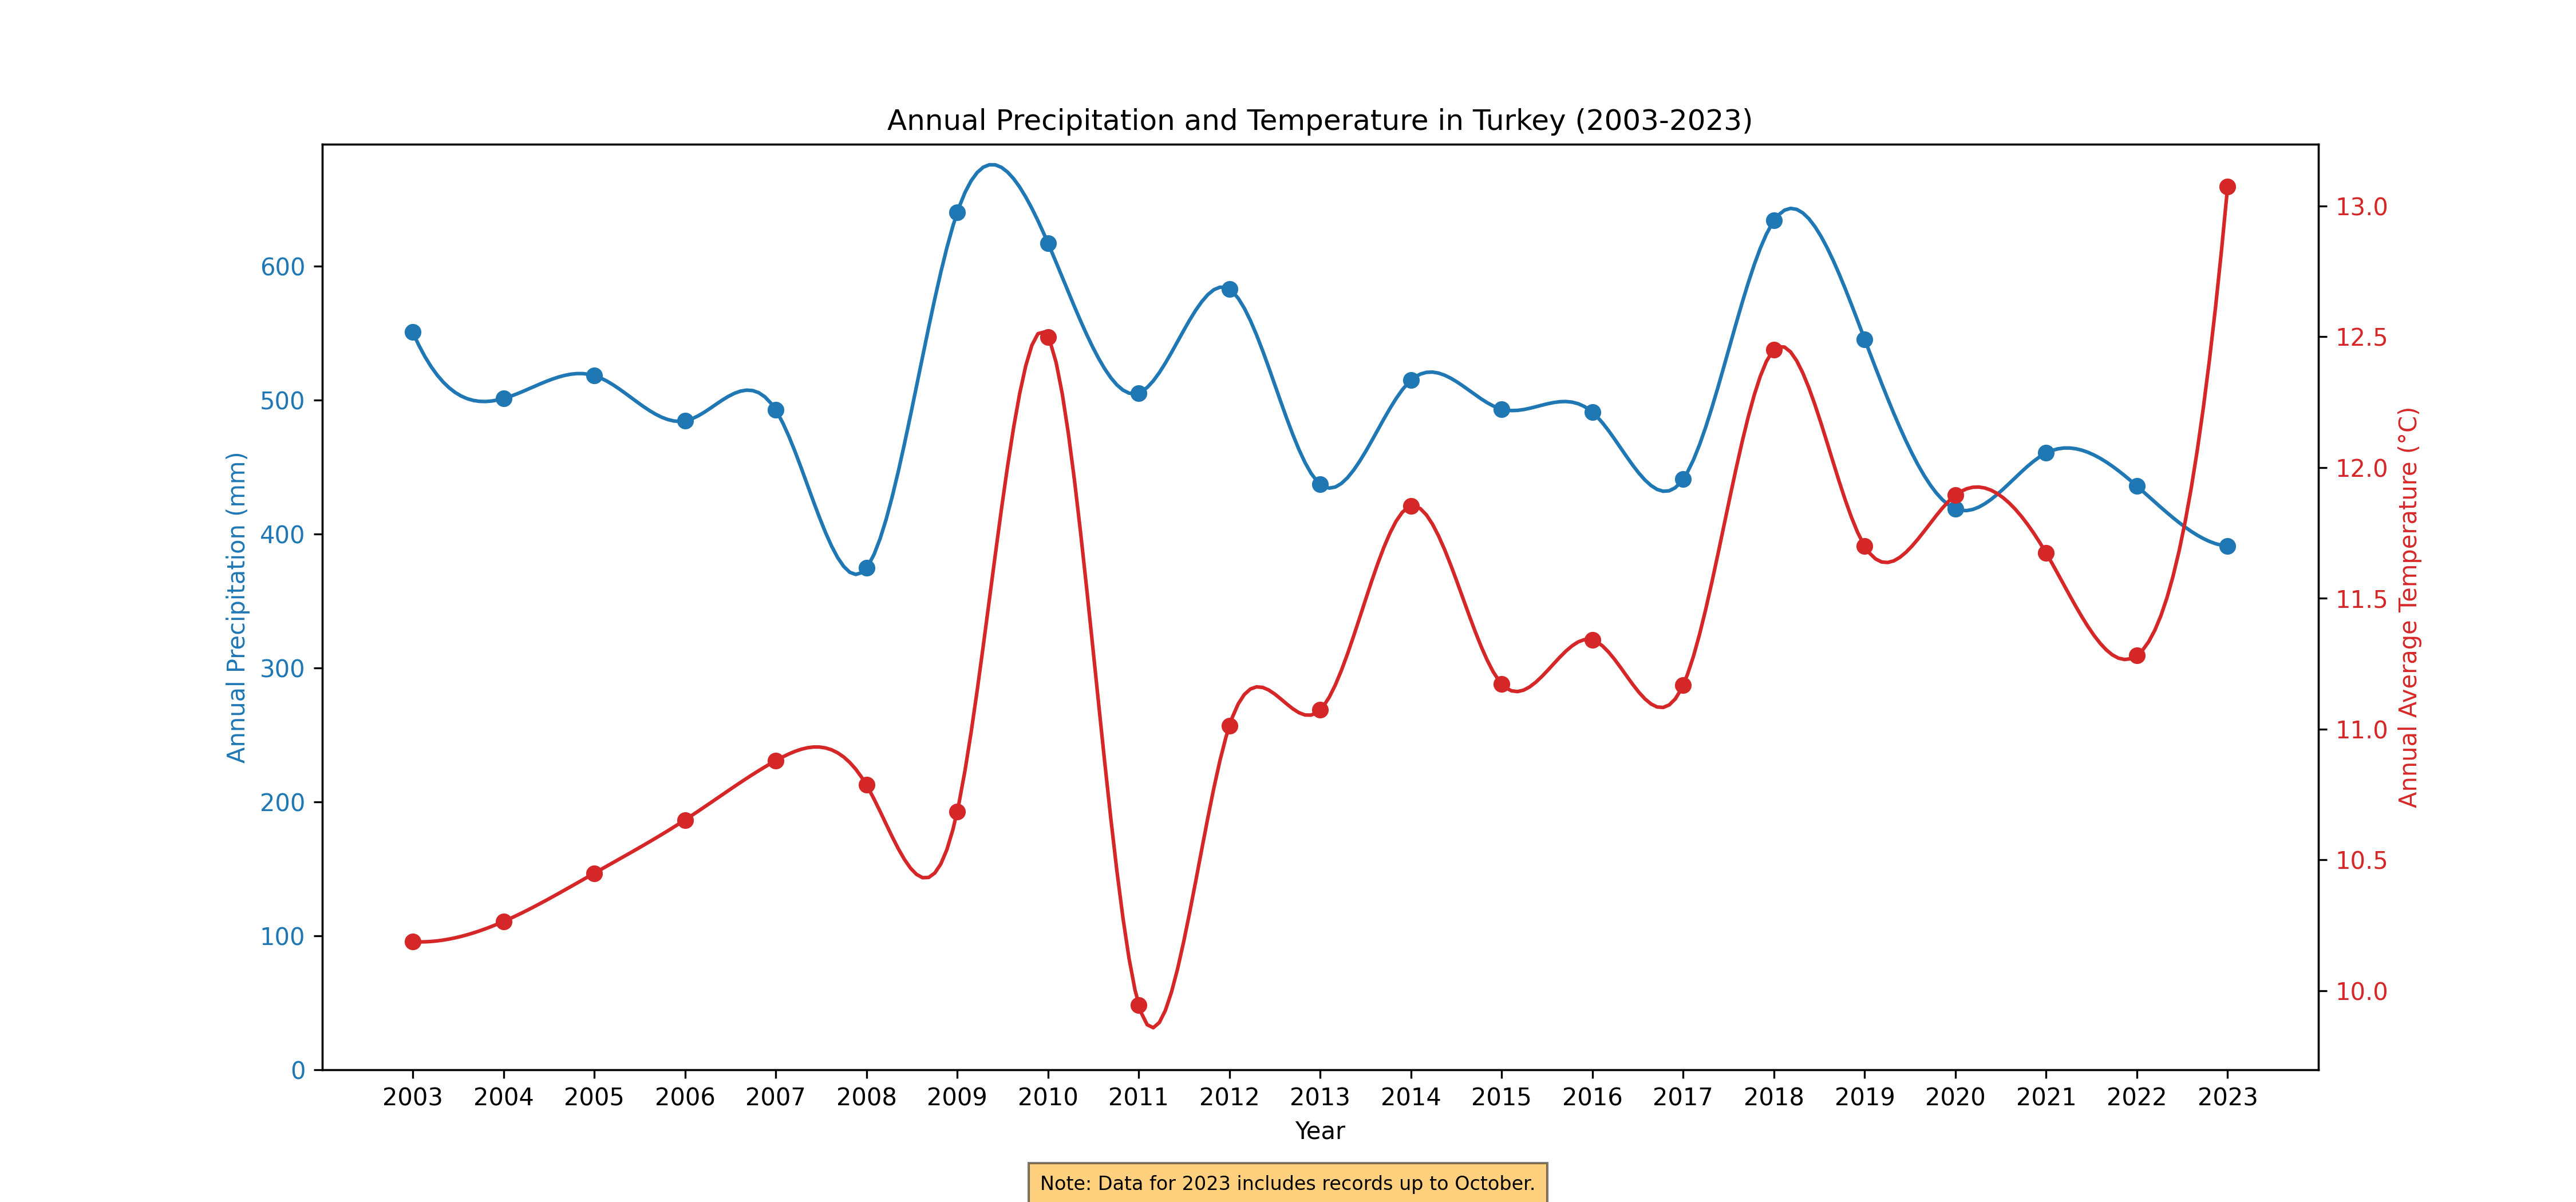 Annual Precipitation and Temperature in Turkey (2003-2023)
Annual Precipitation (mm)
600
500
400
300
200
100
0
13.0
12.5
12.0
11.5
11.0
10.5
10.0
Annual Average Temperature (°C)
2003 2004 2005 2006 2007 2008 2009 2010 2011 2012 2013 2014 2015 2016 2017 2018 2019 2020 2021 2022 2023
Year
Note: Data for 2023 includes records up to October.